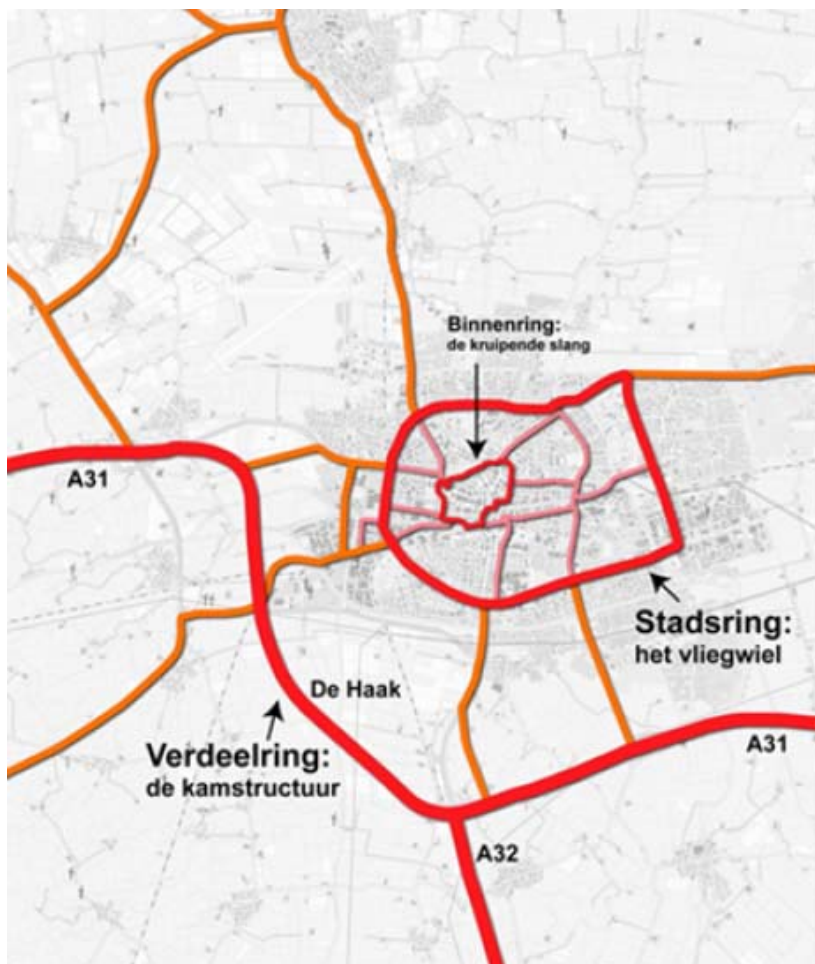 Binnenring:
de kruipende slang
A31
Stadsring:
het vliegwiel
De Haak
Verdeelring:
de kamstructuur
A31
A32